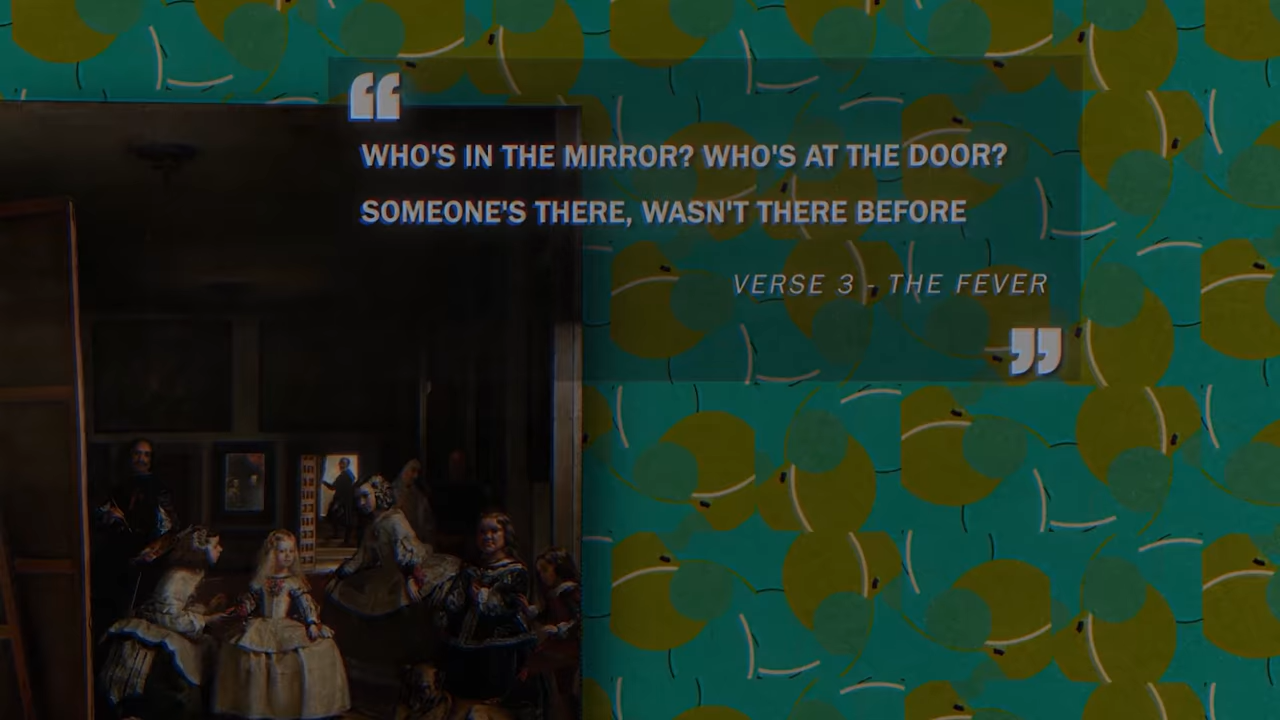 “
WHO'S IN THE MIRROR? WHO'S AT THE DOOR?
SOMEONE'S THERE, WASN'T THERE BEFORE
VERSE 3 - THE FEVER
”